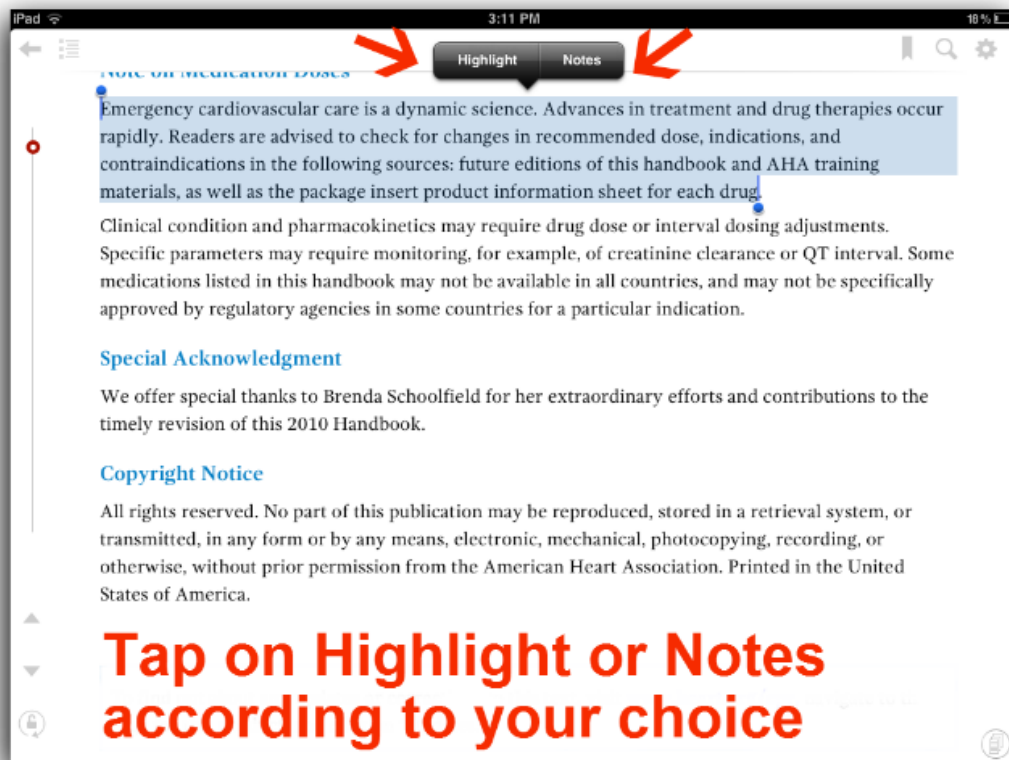 iPad 3:11 PM 18%
Highlight Notes
Note on Medication Doses
Emergency cardiovascular care is a dynamic science. Advances in treatment and drug therapies occur
rapidly. Readers are advised to check for changes in recommended dose, indications, and
contraindications in the following sources: future editions of this handbook and AHA training
materials, as well as the package insert product information sheet for each drug.
Clinical condition and pharmacokinetics may require drug dose or interval dosing adjustments.
Specific parameters may require monitoring, for example, of creatinine clearance or QT interval. Some
medications listed in this handbook may not be available in all countries, and may not be specifically
approved by regulatory agencies in some countries for a particular indication.
Special Acknowledgment
We offer special thanks to Brenda Schoolfield for her extraordinary efforts and contributions to the
timely revision of this 2010 Handbook.
Copyright Notice
All rights reserved. No part of this publication may be reproduced, stored in a retrieval system, or
transmitted, in any form or by any means, electronic, mechanical, photocopying, recording, or
otherwise, without prior permission from the American Heart Association. Printed in the United
States of America.
Tap on Highlight or Notes
according to your choice